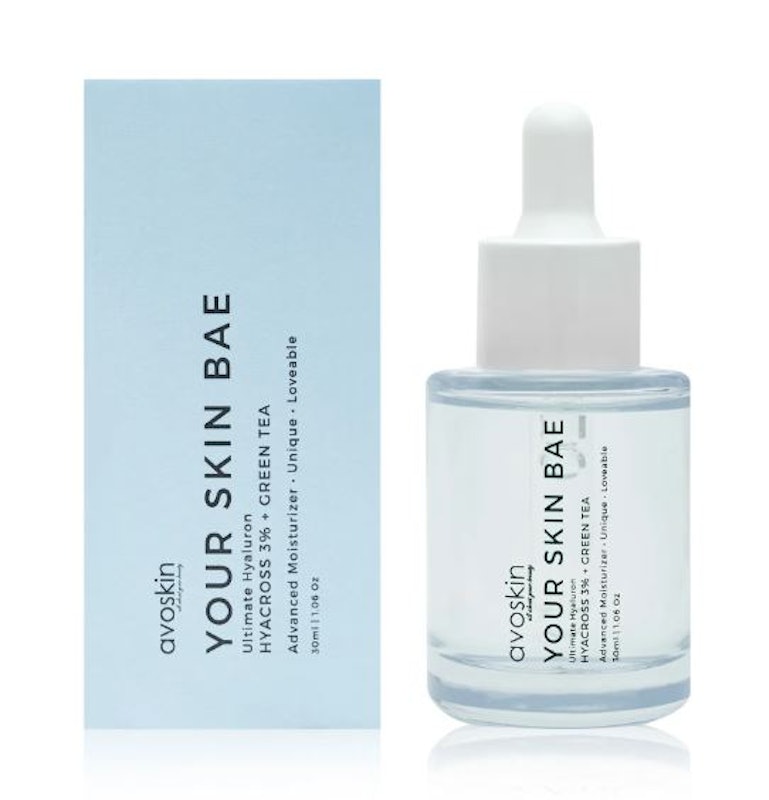 avoskin
YOUR SKIN BAE
Ultimate Hyaluron
HYACROSS 3% + GREEN TEA
Advanced Moisturizer · Unique · Loveable
30ml | 1.06 Oz
avoskin
YOUR SKIN BAE
Ultimate Hyaluron
HYACROSS 3% + GREEN TEA
Advanced Moisturizer · Unique · Loveable
30ml | 1.06 Oz